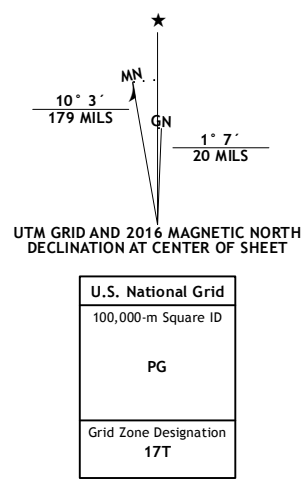 ★
MN
GN
10° 3´
179 MILS
1° 7´
20 MILS
UTM GRID AND 2016 MAGNETIC NORTH
DECLINATION AT CENTER OF SHEET
U.S. National Grid
100,000-m Square ID
PG
Grid Zone Designation
17T